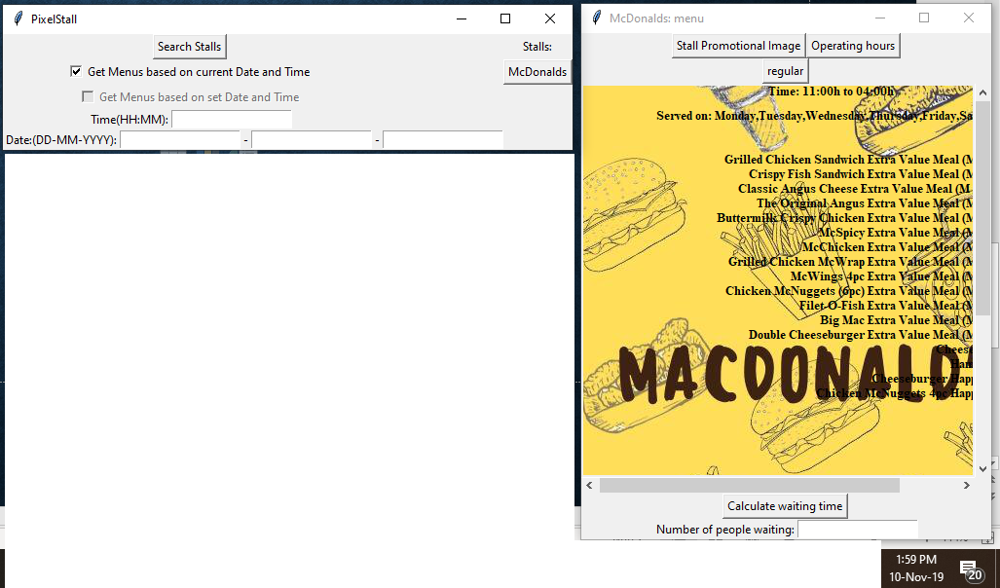 PixelStall
Search Stalls
Stalls:
Get Menus based on current Date and Time
McDonalds
Get Menus based on set Date and Time
Time(HH:MM):
Date:(DD-MM-YYYY): - -
McDonalds: menu
Stall Promotional Image Operating hours
regular
Time: 11:00h to 04:00h
Served on: Monday,Tuesday,Wednesday,Thursday,Friday,Sa
Grilled Chicken Sandwich Extra Value Meal (M
Crispy Fish Sandwich Extra Value Meal (M
Classic Angus Cheese Extra Value Meal (M
The Original Angus Extra Value Meal (M
Buttermilk Crispy Chicken Extra Value Meal (M
McSpicy Extra Value Meal (M
McChicken Extra Value Meal (M
Grilled Chicken McWrap Extra Value Meal (M
McWings 4pc Extra Value Meal (M
Chicken McNuggets (6pc) Extra Value Meal (M
Filet-O-Fish Extra Value Meal (M
Big Mac Extra Value Meal (M
Double Cheeseburger Extra Value Meal (M
Cheese
Ham
Cheeseburger Happ
Chicken McNuggets 4pc Happ
MACDONALD
Calculate waiting time
Number of people waiting:
1:59 PM
10-Nov-19
20